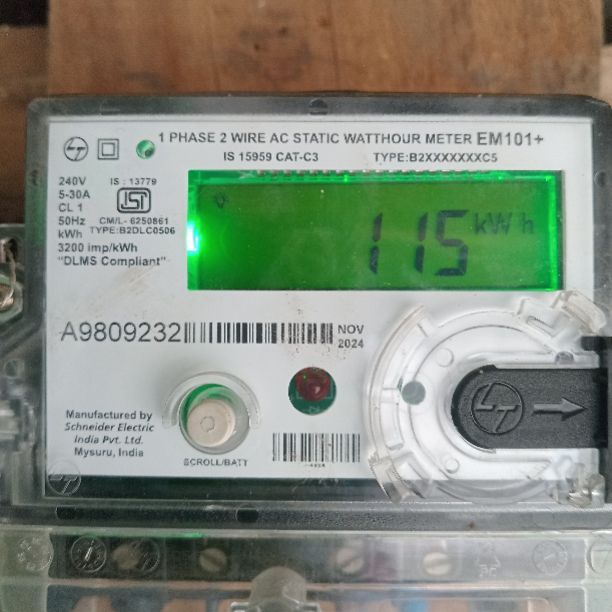 1 PHASE 2 WIRE AC STATIC WATTHOUR METER EM101+
IS 15959 CAT-C3 TYPE:B2XXXXXXXC5
240V IS : 13779
5-30A
CL 1 ISI
50Hz CM/L- 6250861
kWh TYPE:B2DLC0506
3200 imp/kWh
"DLMS Compliant"
115 kWh
A9809232
NOV
2024
Manufactured by
Schneider Electric
India Pvt. Ltd.
Mysuru, India
SCROLL/BATT
LT